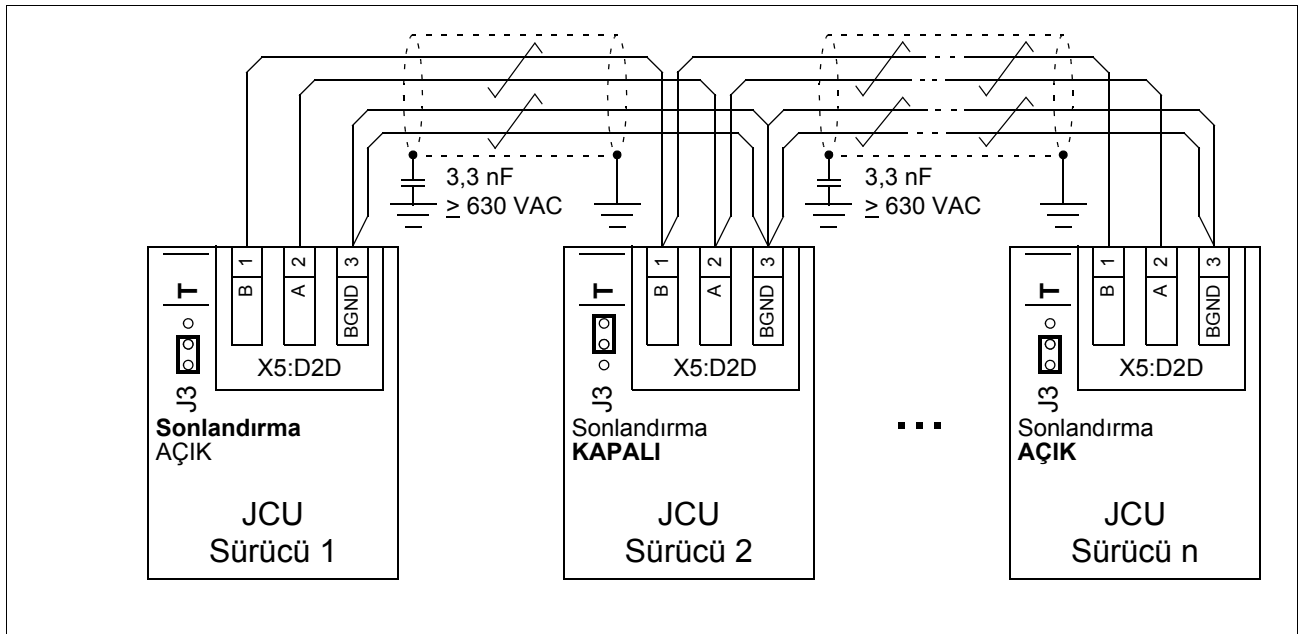 3,3 nF
≥ 630 VAC
3,3 nF
≥ 630 VAC
1 2 3
B A BGND
T
X5:D2D
J3
Sonlandırma
AÇIK
JCU
Sürücü 1
1 2 3
B A BGND
T
X5:D2D
J3
Sonlandırma
KAPALI
JCU
Sürücü 2
...
1 2 3
B A BGND
T
X5:D2D
J3
Sonlandırma
AÇIK
JCU
Sürücü n